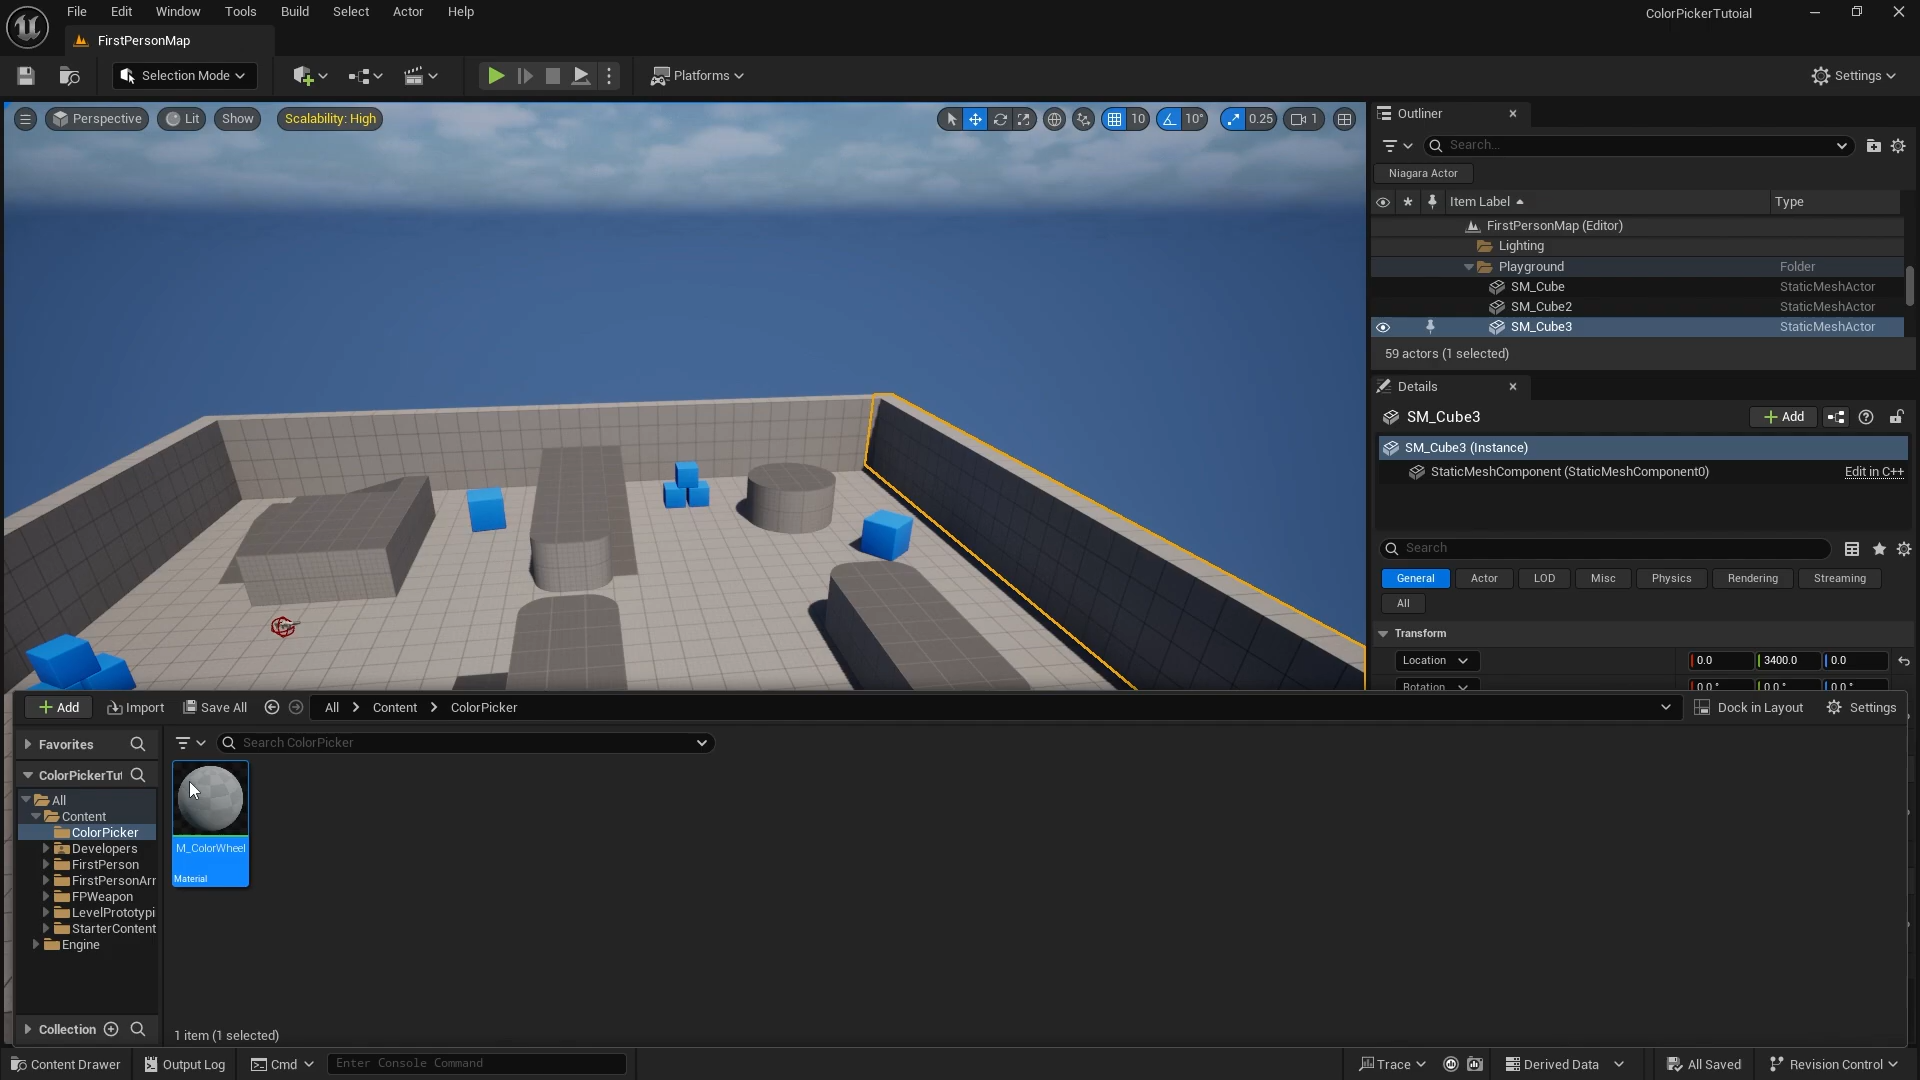 File Edit Window Tools Build Select Actor Help ColorPickerTutoial
FirstPersonMap
Selection Mode Platforms Settings
Perspective Lit Show Scalability: High 10 10° 0.25 1
Outliner
Search...
Niagara Actor
Item Label Type
FirstPersonMap (Editor)
Lighting
Playground Folder
SM_Cube StaticMeshActor
SM_Cube2 StaticMeshActor
SM_Cube3 StaticMeshActor
59 actors (1 selected)
Details
SM_Cube3 Add
SM_Cube3 (Instance)
StaticMeshComponent (StaticMeshComponent0) Edit in C++
Search
General Actor LOD Misc Physics Rendering Streaming
All
Transform
Location 0.0 3400.0 0.0
Rotation 0.0° 0.0° 0.0°
Add Import Save All All Content ColorPicker Dock in Layout Settings
Favorites
Search ColorPicker
ColorPickerTut
All
Content
ColorPicker
Developers
FirstPerson
FirstPersonArr
FPWeapon
LevelPrototypi
StarterContent
Engine
M_ColorWheel
Material
Collection
1 item (1 selected)
Content Drawer Output Log Cmd Enter Console Command Trace Derived Data All Saved Revision Control